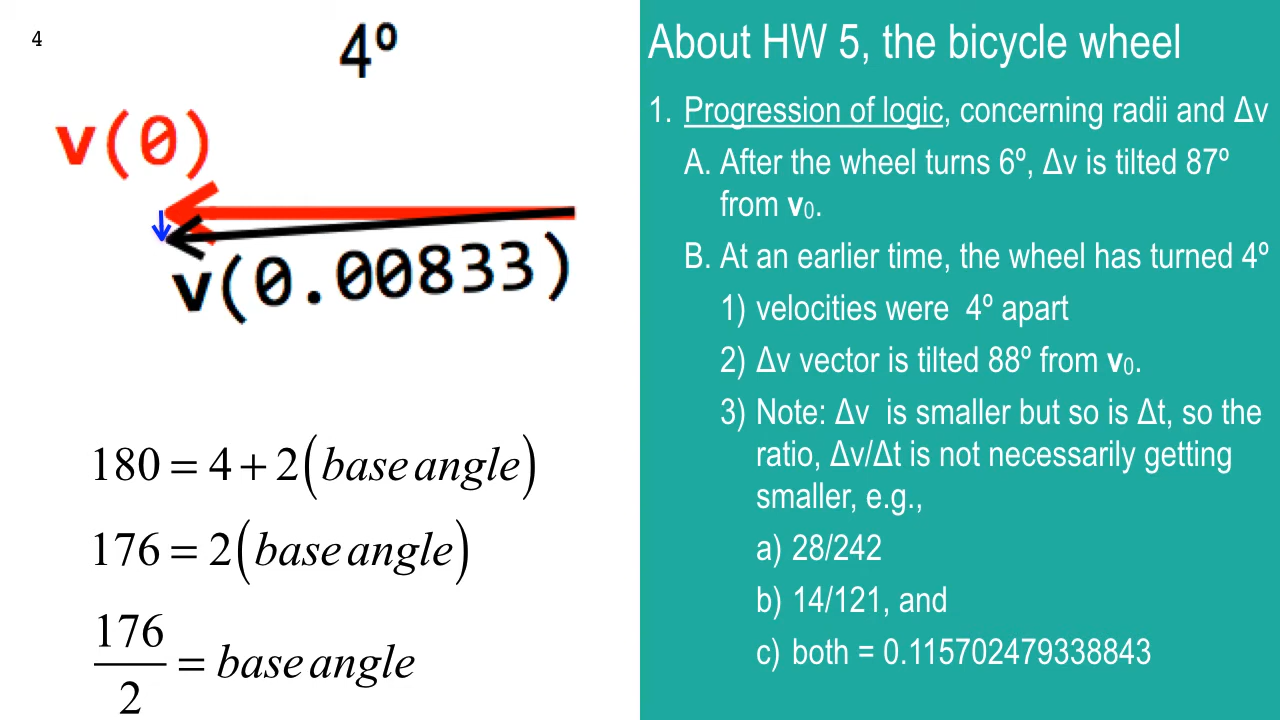 4
4º
v(0)
v(0.00833)
180 = 4 + 2(base angle)
176 = 2(base angle)
176/2 = base angle
About HW 5, the bicycle wheel
1. Progression of logic, concerning radii and Δv
A. After the wheel turns 6º, Δv is tilted 87º
from v₀.
B. At an earlier time, the wheel has turned 4º
1) velocities were 4º apart
2) Δv vector is tilted 88º from v₀.
3) Note: Δv is smaller but so is Δt, so the
ratio, Δv/Δt is not necessarily getting
smaller, e.g.,
a) 28/242
b) 14/121, and
c) both = 0.115702479338843